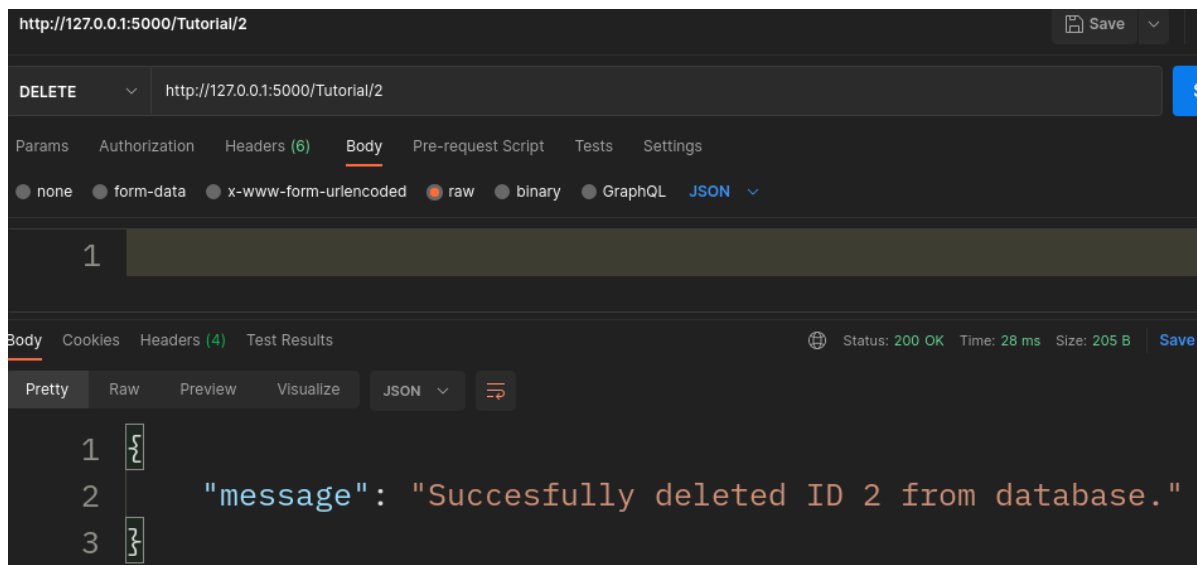 http://127.0.0.1:5000/Tutorial/2 Save
DELETE http://127.0.0.1:5000/Tutorial/2
Params Authorization Headers (6) Body Pre-request Script Tests Settings
none form-data x-www-form-urlencoded raw binary GraphQL JSON
1
Body Cookies Headers (4) Test Results Status: 200 OK Time: 28 ms Size: 205 B Save
Pretty Raw Preview Visualize JSON
1 {
2 "message": "Succesfully deleted ID 2 from database."
3 }